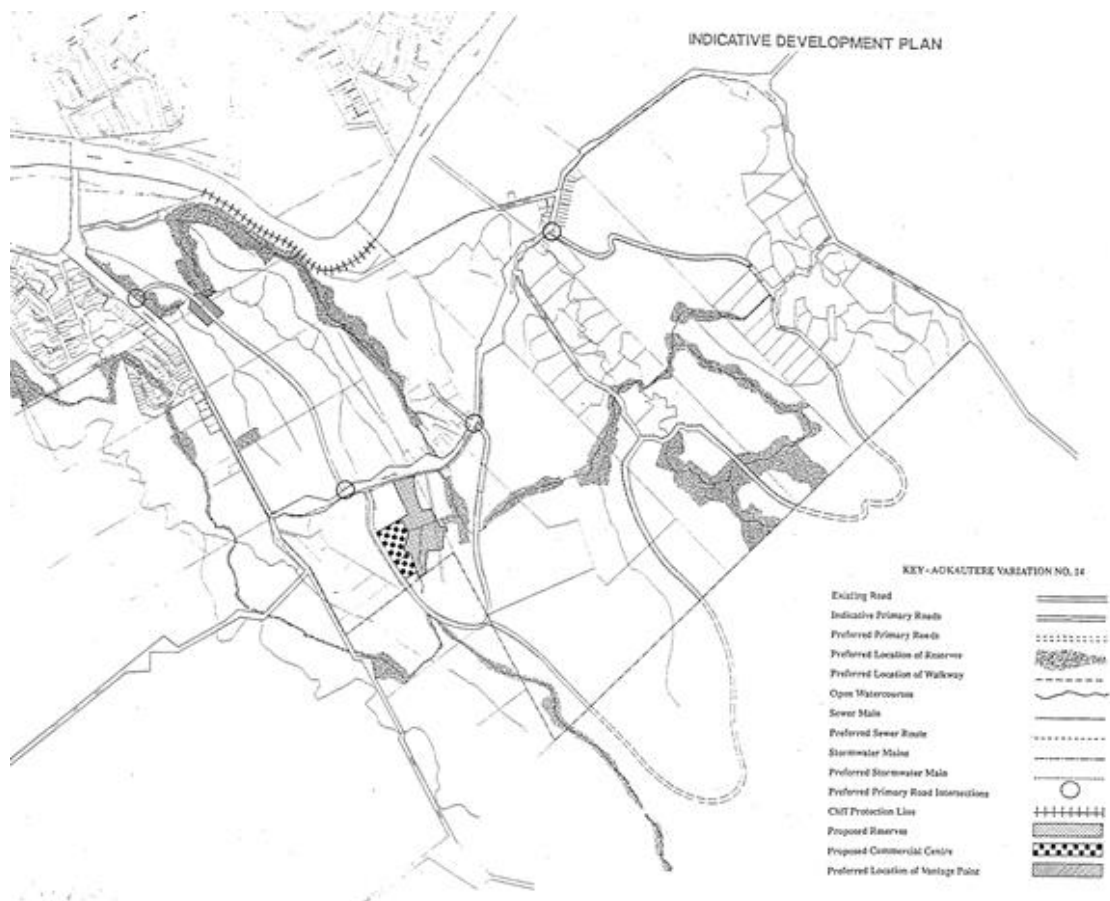 INDICATIVE DEVELOPMENT PLAN
KEY - AOKAUTERE VARIATION NO. 14
Existing Road
Indicative Primary Roads
Preferred Primary Roads
Preferred Location of Reserves
Preferred Location of Walkway
Open Watercourses
Sewer Main
Preferred Sewer Route
Stormwater Mains
Preferred Stormwater Main
Preferred Primary Road Intersections
Cliff Protection Line
Proposed Reserves
Proposed Commercial Centre
Preferred Location of Vantage Point